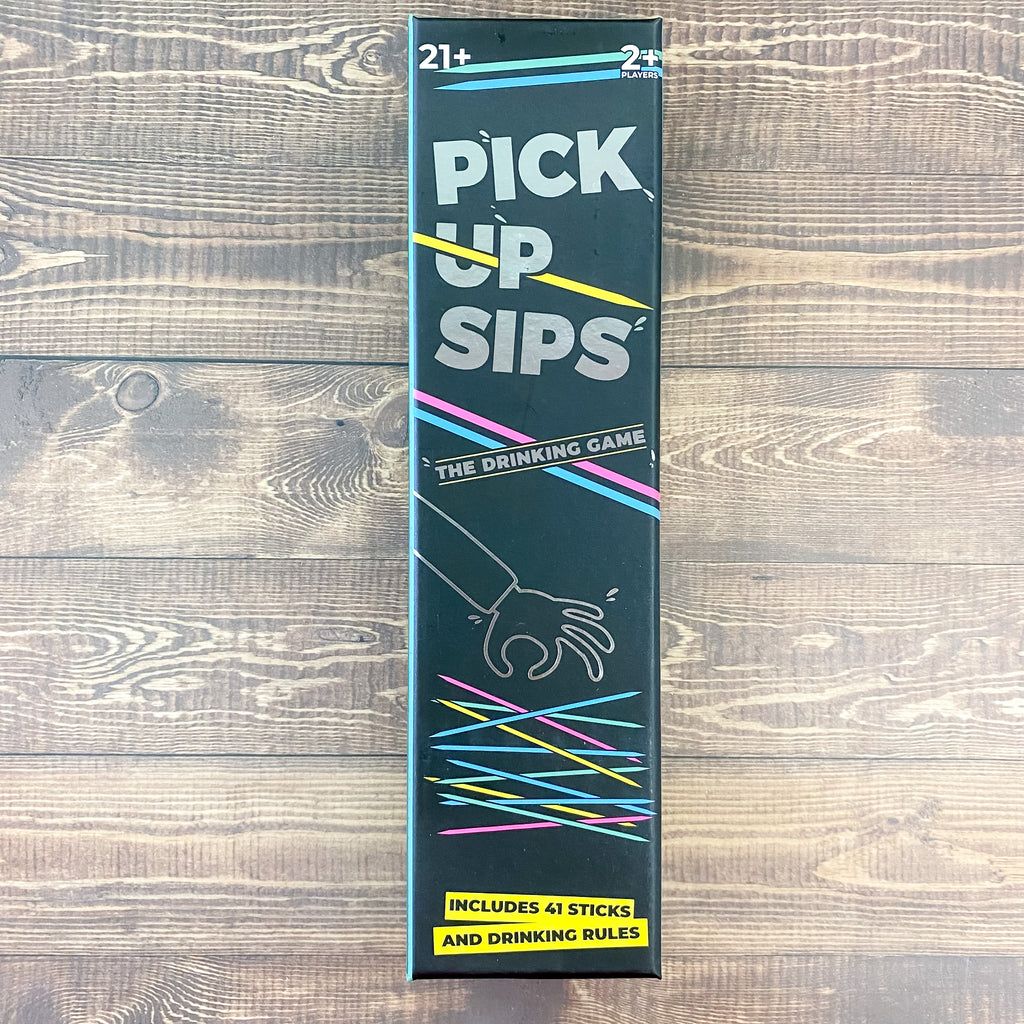 21+
2+
PLAYERS
PICK
UP
SIPS
THE DRINKING GAME
INCLUDES 41 STICKS
AND DRINKING RULES